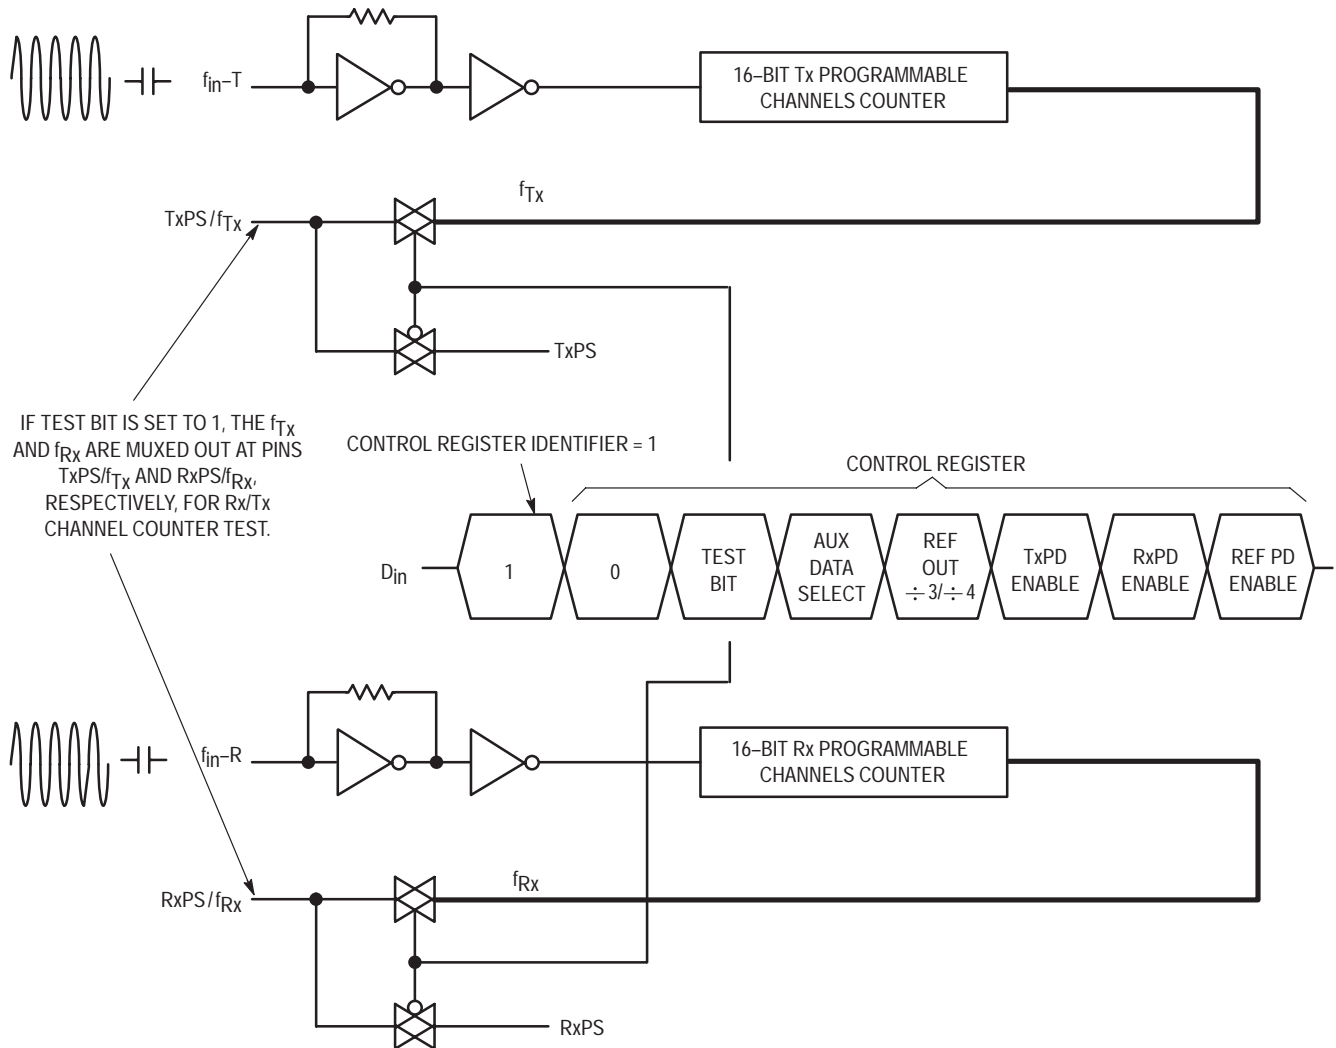 fin–T
16–BIT Tx PROGRAMMABLE
CHANNELS COUNTER
fTx
TxPS/fTx
TxPS
IF TEST BIT IS SET TO 1, THE fTx
AND fRx ARE MUXED OUT AT PINS
TxPS/fTx AND RxPS/fRx,
RESPECTIVELY, FOR Rx/Tx
CHANNEL COUNTER TEST.
CONTROL REGISTER IDENTIFIER = 1
CONTROL REGISTER
Din
1
0
TEST
BIT
AUX
DATA
SELECT
REF
OUT
÷3/÷4
TxPD
ENABLE
RxPD
ENABLE
REF PD
ENABLE
fin–R
16–BIT Rx PROGRAMMABLE
CHANNELS COUNTER
fRx
RxPS/fRx
RxPS